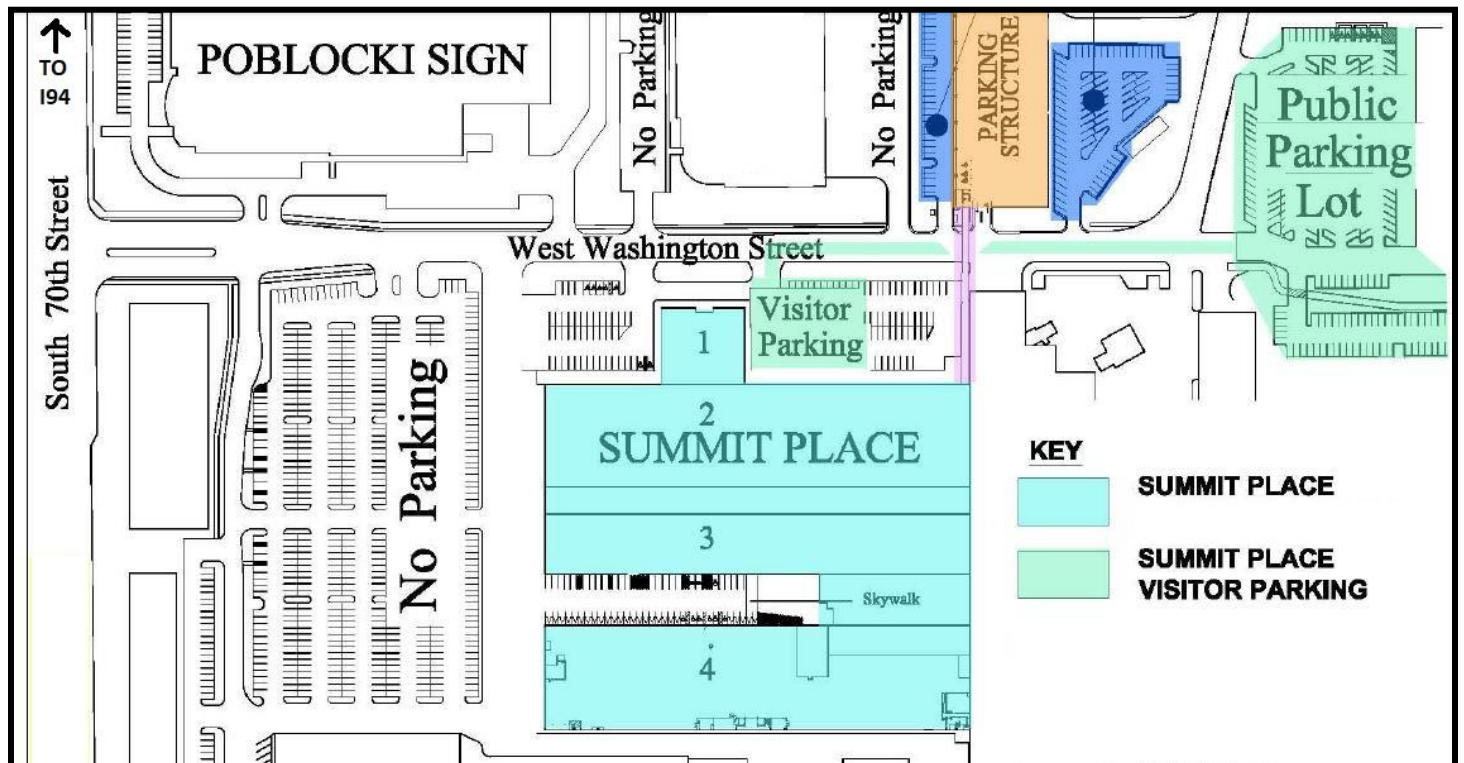 TO
I94
South 70th Street
POBLOCKI SIGN
No Parking
No Parking
PARKING
STRUCTURE
Public
Parking
Lot
West Washington Street
Visitor
Parking
No Parking
1
2
SUMMIT PLACE
3
Skywalk
4
KEY
SUMMIT PLACE
SUMMIT PLACE
VISITOR PARKING